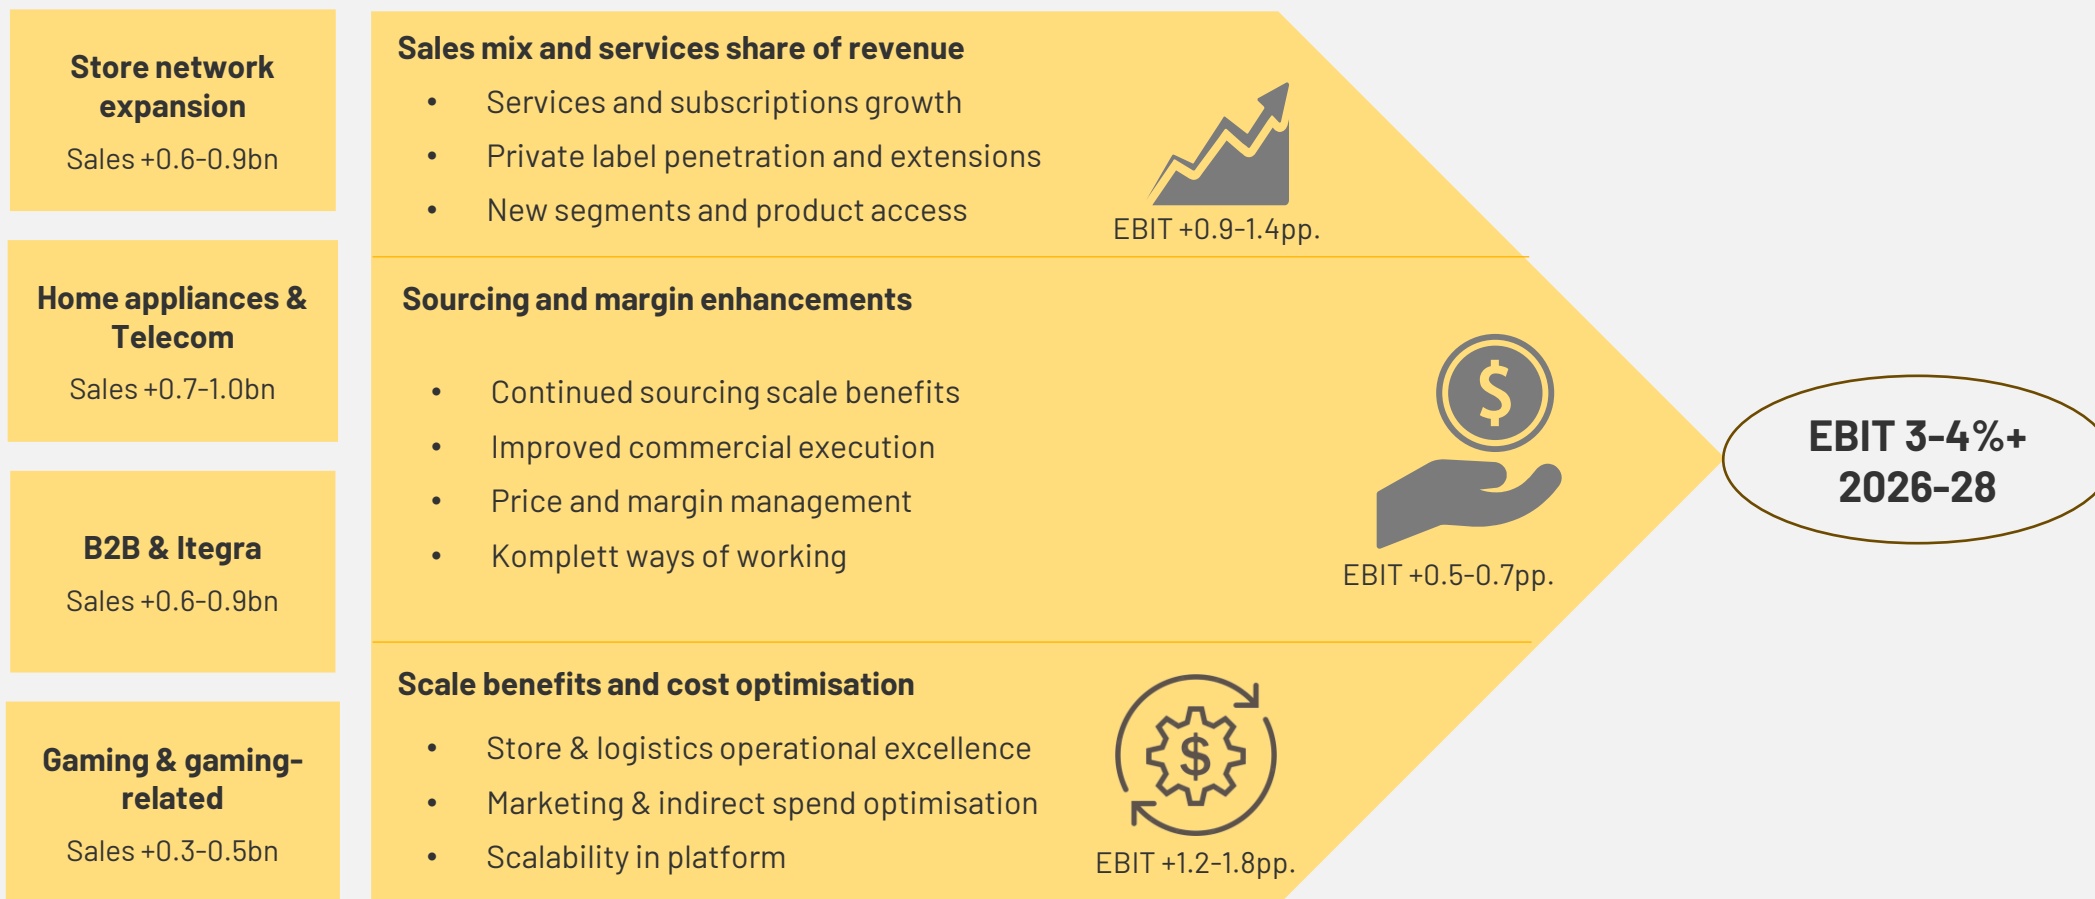 Store network
expansion
Sales +0.6-0.9bn
Home appliances &
Telecom
Sales +0.7-1.0bn
B2B & Itegra
Sales +0.6-0.9bn
Gaming & gaming-
related
Sales +0.3-0.5bn
Sales mix and services share of revenue
• Services and subscriptions growth
• Private label penetration and extensions
• New segments and product access
EBIT +0.9-1.4pp.
Sourcing and margin enhancements
• Continued sourcing scale benefits
• Improved commercial execution
• Price and margin management
• Komplett ways of working
$
EBIT +0.5-0.7pp.
Scale benefits and cost optimisation
• Store & logistics operational excellence
• Marketing & indirect spend optimisation
• Scalability in platform
$
EBIT +1.2-1.8pp.
EBIT 3-4%+
2026-28